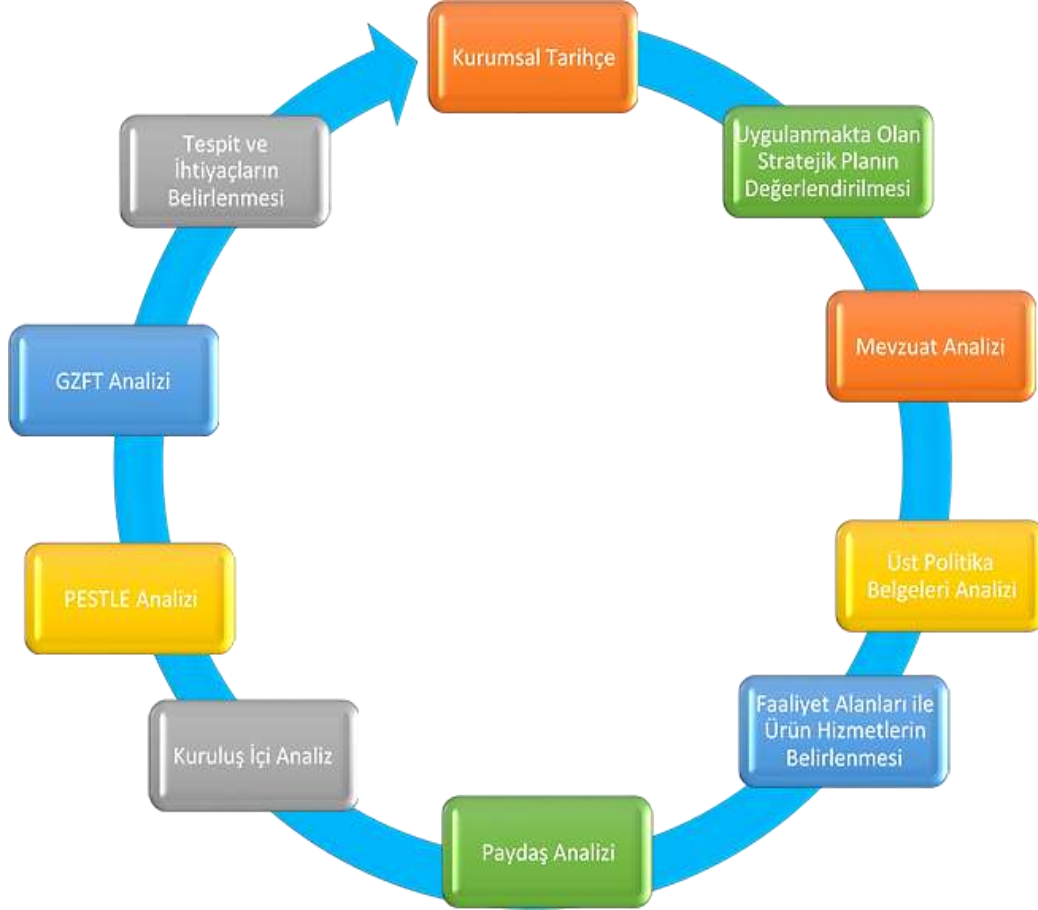 Kurumsal Tarihçe
Uygulanmakta Olan
Stratejik Planın
Değerlendirilmesi
Mevzuat Analizi
Üst Politika
Belgeleri Analizi
Faaliyet Alanları ile
Ürün Hizmetlerin
Belirlenmesi
Paydaş Analizi
Kuruluş İçi Analiz
PESTLE Analizi
GZFT Analizi
Tespit ve
İhtiyaçların
Belirlenmesi